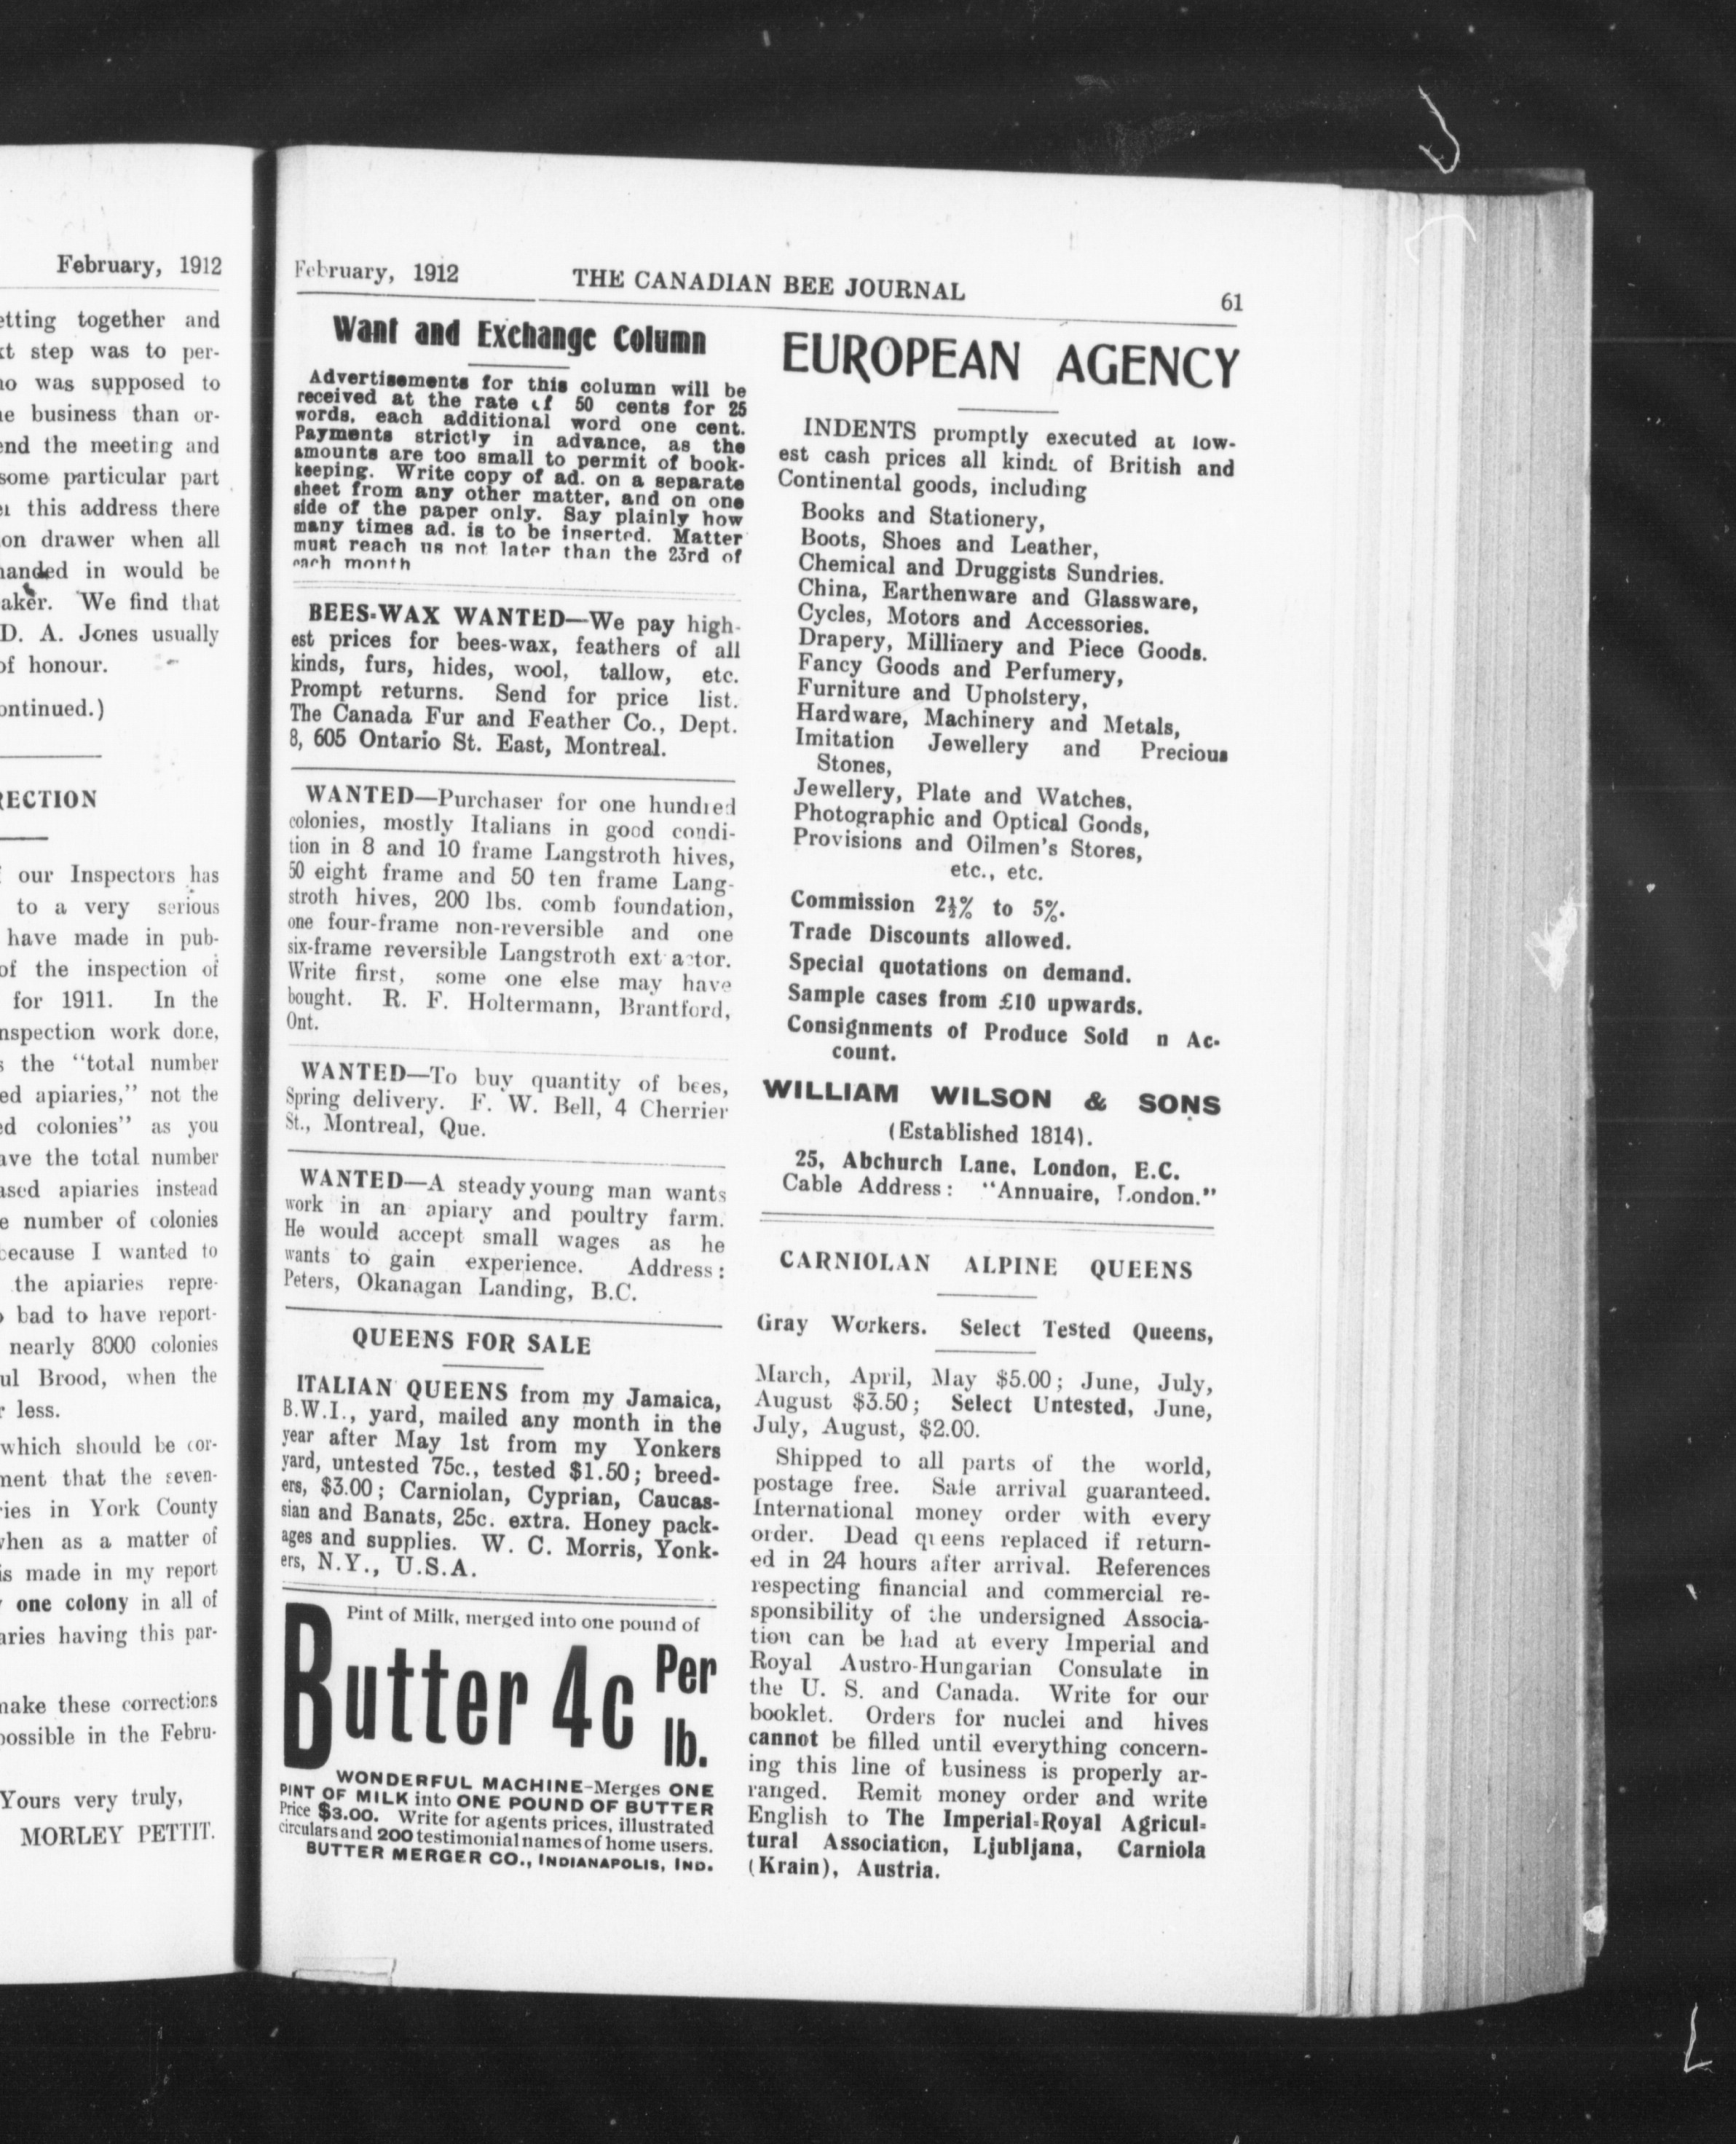 February, 1912
etting together and
step was to per-
was supposed to
business than or-
end the meeting and
some particular part
this address there
on drawer when all
handed in would be
aker. We find that
D. A. Jones usually
of honour.
ontinued.)
RECTION
our Inspectors has
to a very serious
have made in pub-
of the inspection of
for 1911. In the
nspection work done,
the "total number
ed apiaries," not the
ed colonies" as you
ave the total number
ased apiaries instead
number of colonies
because I wanted to
the apiaries repre-
bad to have report-
nearly 8000 colonies
ul Brood, when the
less.
which should be cor-
ment that the seven-
ries in York County
when as a matter of
is made in my report
one colony in all of
aries having this par-
make these corrections
possible in the Febru-
Yours very truly,
MORLEY PETTIT.
February, 1912
THE CANADIAN BEE JOURNAL
61
Want and Exchange Column
Advertisements for this column will be
received at the rate of 50 cents for 25
words, each additional word one cent.
Payments strictly in advance, as the
amounts are too small to permit of book-
keeping. Write copy of ad. on a separate
sheet from any other matter, and on one
side of the paper only. Say plainly how
many times ad. is to be inserted. Matter
must reach us not later than the 23rd of
each month
BEES-WAX WANTED—We pay high-
est prices for bees-wax, feathers of all
kinds, furs, hides, wool, tallow, etc.
Prompt returns. Send for price list.
The Canada Fur and Feather Co., Dept.
8, 605 Ontario St. East, Montreal.
WANTED—Purchaser for one hundred
colonies, mostly Italians in good condi-
tion in 8 and 10 frame Langstroth hives,
50 eight frame and 50 ten frame Lang-
stroth hives, 200 lbs. comb foundation,
one four-frame non-reversible and one
six-frame reversible Langstroth ext actor.
Write first, some one else may have
bought. R. F. Holtermann, Brantford,
Ont.
WANTED—To buy quantity of bees,
Spring delivery. F. W. Bell, 4 Cherrier
St., Montreal, Que.
WANTED—A steady young man wants
work in an apiary and poultry farm.
He would accept small wages as he
wants to gain experience. Address:
Peters, Okanagan Landing, B.C.
QUEENS FOR SALE
ITALIAN QUEENS from my Jamaica,
B.W.I., yard, mailed any month in the
year after May 1st from my Yonkers
yard, untested 75c., tested $1.50; breed-
ers, $3.00; Carniolan, Cyprian, Caucas-
sian and Banats, 25c. extra. Honey pack-
ages and supplies. W. C. Morris, Yonk-
ers, N.Y., U.S.A.
Pint of Milk, merged into one pound of
Butter 4c Per lb.
WONDERFUL MACHINE–Merges ONE
PINT OF MILK into ONE POUND OF BUTTER
Price $3.00. Write for agents prices, illustrated
circulars and 200 testimonial names of home users.
BUTTER MERGER CO., INDIANAPOLIS, IND.
EUROPEAN AGENCY
INDENTS promptly executed at low-
est cash prices all kinds of British and
Continental goods, including
Books and Stationery,
Boots, Shoes and Leather,
Chemical and Druggists Sundries.
China, Earthenware and Glassware,
Cycles, Motors and Accessories.
Drapery, Millinery and Piece Goods.
Fancy Goods and Perfumery,
Furniture and Upholstery,
Hardware, Machinery and Metals,
Imitation Jewellery and Precious
Stones,
Jewellery, Plate and Watches,
Photographic and Optical Goods,
Provisions and Oilmen's Stores,
etc., etc.
Commission 2½% to 5%.
Trade Discounts allowed.
Special quotations on demand.
Sample cases from £10 upwards.
Consignments of Produce Sold n Ac-
count.
WILLIAM WILSON & SONS
(Established 1814).
25, Abchurch Lane, London, E.C.
Cable Address: "Annuaire, London."
CARNIOLAN ALPINE QUEENS
Gray Workers. Select Tested Queens,
March, April, May $5.00; June, July,
August $3.50; Select Untested, June,
July, August, $2.00.
Shipped to all parts of the world,
postage free. Safe arrival guaranteed.
International money order with every
order. Dead queens replaced if return-
ed in 24 hours after arrival. References
respecting financial and commercial re-
sponsibility of the undersigned Associa-
tion can be had at every Imperial and
Royal Austro-Hungarian Consulate in
the U. S. and Canada. Write for our
booklet. Orders for nuclei and hives
cannot be filled until everything concern-
ing this line of business is properly ar-
ranged. Remit money order and write
English to The Imperial-Royal Agricul-
tural Association, Ljubljana, Carniola
(Krain), Austria.